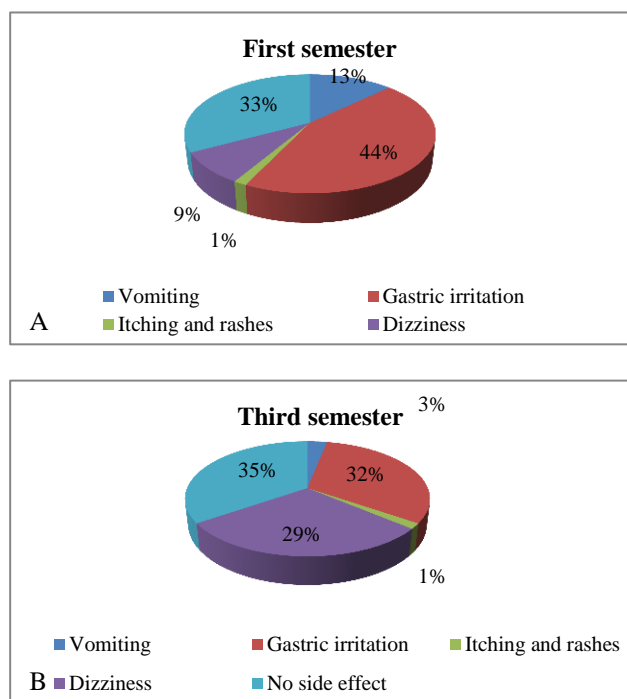 First semester
13%
33%
44%
9%
1%
Vomiting Gastric irritation
Itching and rashes Dizziness
A
3%
Third semester
35% 32%
29%
1%
Vomiting Gastric irritation Itching and rashes
B Dizziness No side effect